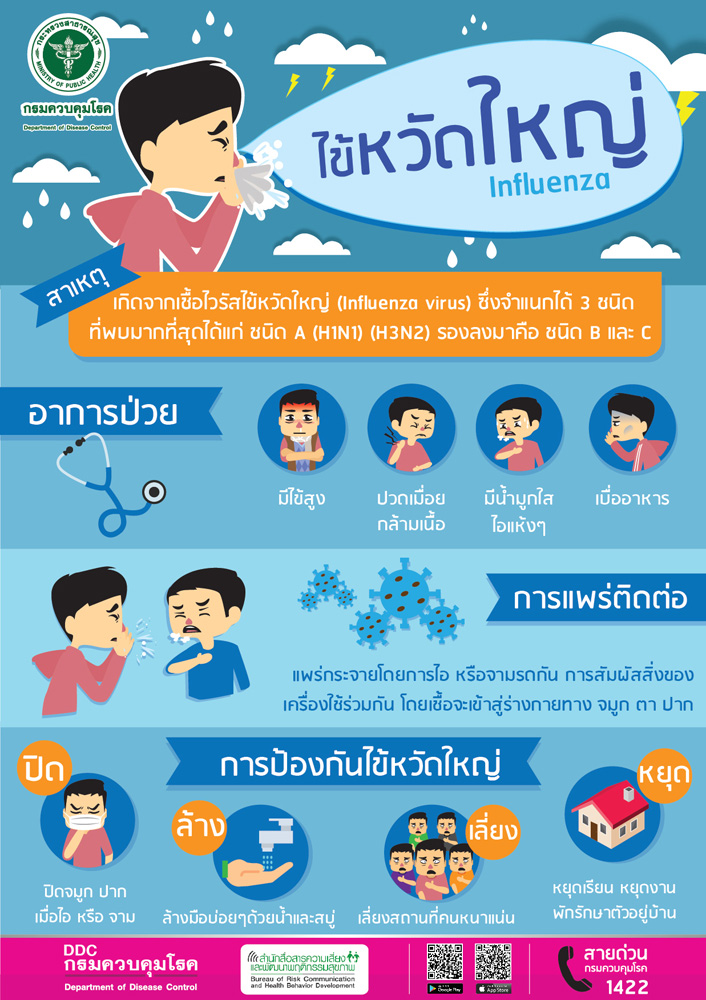 กระทรวงสาธารณสุข
MINISTRY OF PUBLIC HEALTH
กรมควบคุมโรค
Department of Disease Control
ไข้หวัดใหญ่
Influenza
สาเหตุ
เกิดจากเชื้อไวรัสไข้หวัดใหญ่ (Influenza virus) ซึ่งจำแนกได้ 3 ชนิด
ที่พบมากที่สุดได้แก่ ชนิด A (H1N1) (H3N2) รองลงมาคือ ชนิด B และ C
อาการป่วย
มีไข้สูง
ปวดเมื่อย
กล้ามเนื้อ
มีน้ำมูกใส
ไอแห้งๆ
เบื่ออาหาร
การแพร่ติดต่อ
แพร่กระจายโดยการไอ หรือจามรดกัน การสัมผัสสิ่งของ
เครื่องใช้ร่วมกัน โดยเชื้อจะเข้าสู่ร่างกายทาง จมูก ตา ปาก
การป้องกันไข้หวัดใหญ่
ปิด
ปิดจมูก ปาก
เมื่อไอ หรือ จาม
ล้าง
ล้างมือบ่อยๆด้วยน้ำและสบู่
เลี่ยง
เลี่ยงสถานที่คนหนาแน่น
หยุด
หยุดเรียน หยุดงาน
พักรักษาตัวอยู่บ้าน
DDC
กรมควบคุมโรค
Department of Disease Control
สำนักสื่อสารความเสี่ยง
และพัฒนาพฤติกรรมสุขภาพ
Bureau of Risk Communication
and Health Behavior Development
Google Play
App Store
สายด่วน
กรมควบคุมโรค
1422